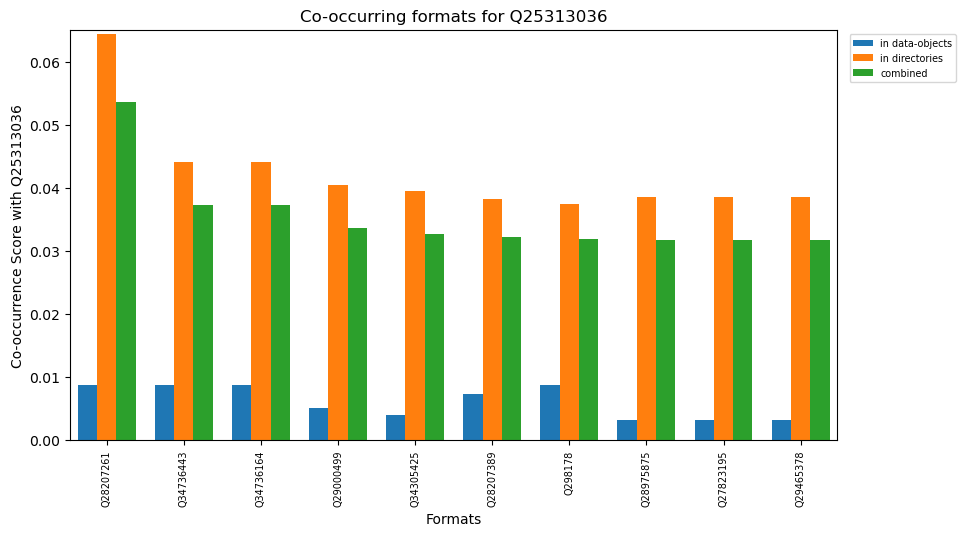 Co-occurring formats for Q25313036
in data-objects
in directories
combined
Co-occurrence Score with Q25313036
0.06
0.05
0.04
0.03
0.02
0.01
0.00
Q28207261
Q34736443
Q34736164
Q29000499
Q34305425
Q28207389
Q298178
Q28975875
Q27823195
Q29465378
Formats